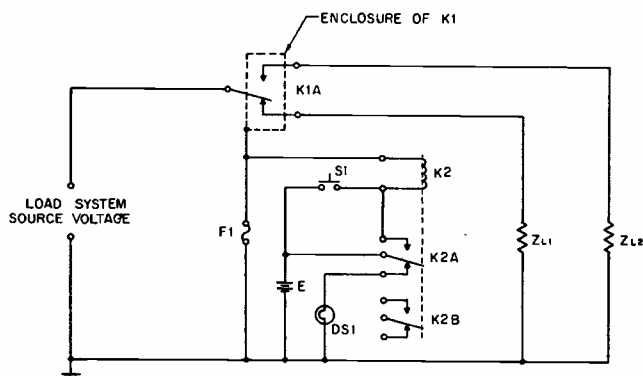 ENCLOSURE OF K1
K1A
S1
K2
LOAD SYSTEM
SOURCE VOLTAGE
F1
K2A
ZL1
ZL2
E
DS1
K2B